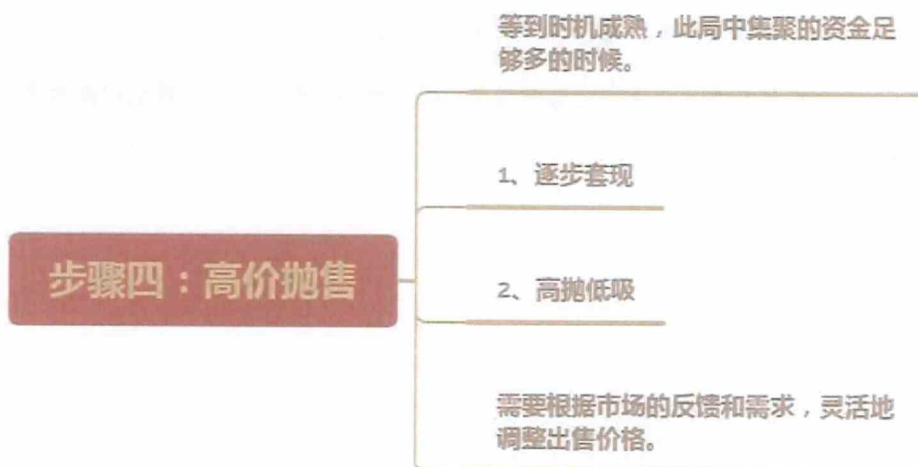 等到时机成熟，此局中集聚的资金足
够多的时候。
1、逐步套现
步骤四：高价抛售
2、高抛低吸
需要根据市场的反馈和需求，灵活地
调整出售价格。